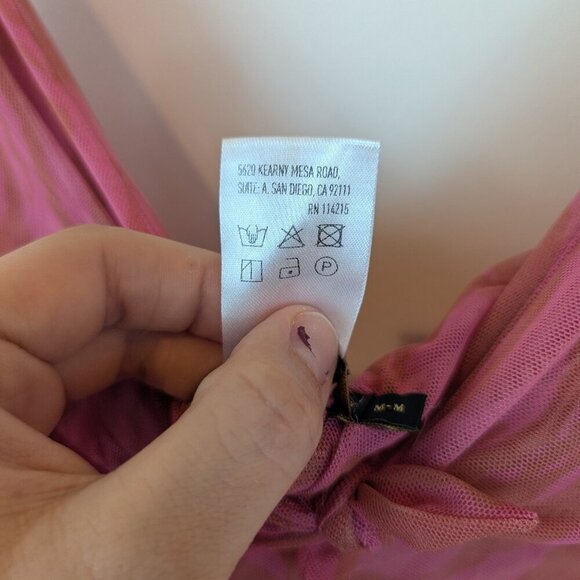 5620 KEARNY MESA ROAD,
SUITE: A, SAN DIEGO, CA 92111
RN 114215
P
M-M